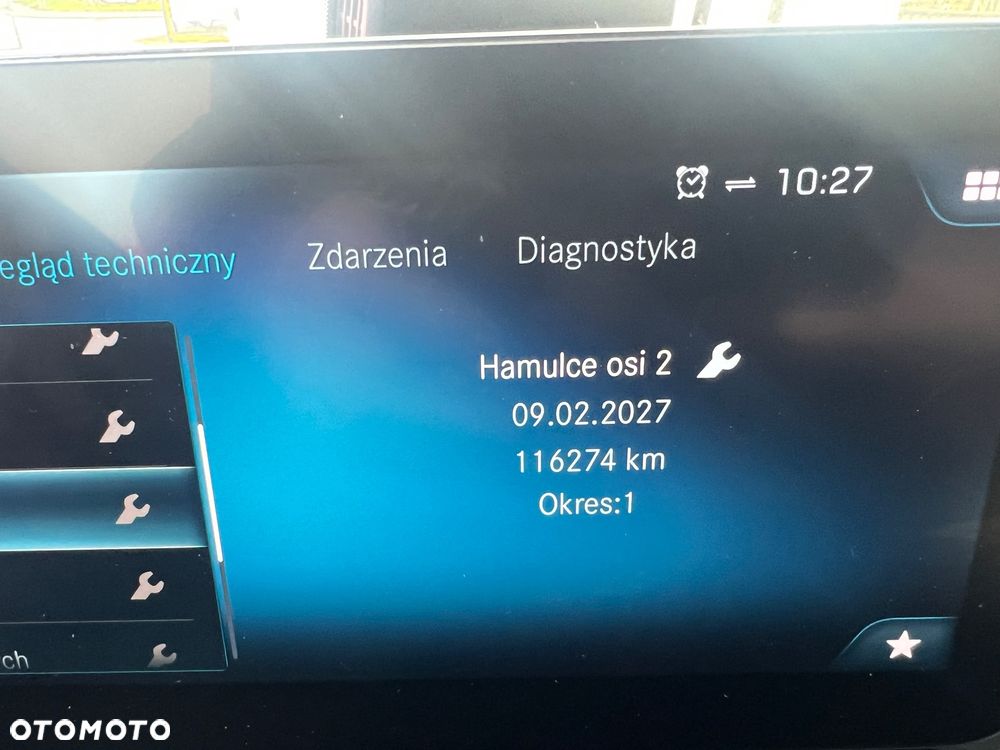 10:27
egląd techniczny Zdarzenia Diagnostyka
Hamulce osi 2
09.02.2027
116274 km
Okres:1
ch
OTOMOTO